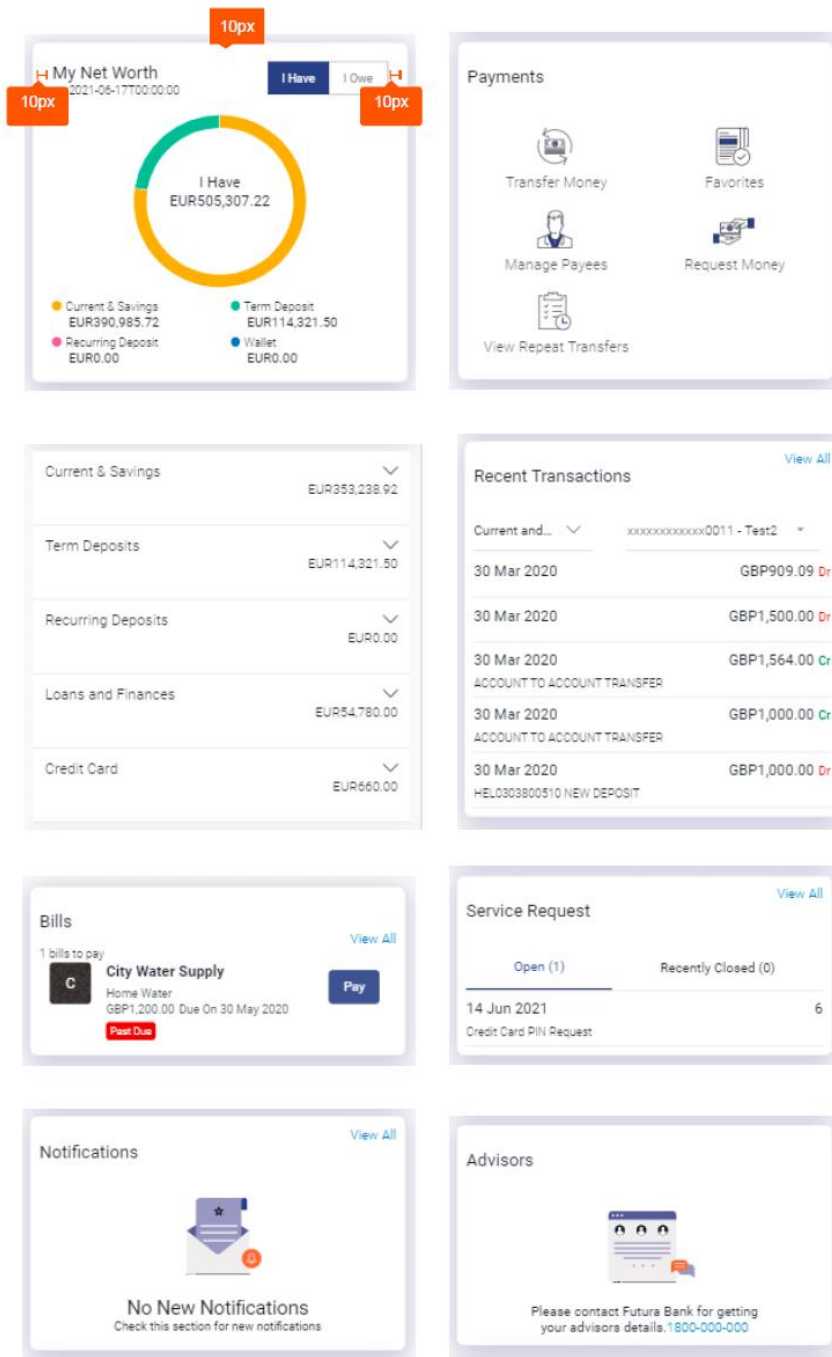 10px
My Net Worth
2021-06-17T00:00:00
I Have
I Owe
10px
10px
I Have
EUR505,307.22
Current & Savings
EUR390,985.72
Term Deposit
EUR114,321.50
Recurring Deposit
EUR0.00
Wallet
EUR0.00
Payments
Transfer Money
Favorites
Manage Payees
Request Money
View Repeat Transfers
Current & Savings
EUR353,238.92
Term Deposits
EUR114,321.50
Recurring Deposits
EUR0.00
Loans and Finances
EUR54,780.00
Credit Card
EUR660.00
View All
Recent Transactions
Current and...
xxxxxxxxxxxx0011 - Test2
30 Mar 2020 GBP909.09 Dr
30 Mar 2020 GBP1,500.00 Dr
30 Mar 2020 GBP1,564.00 Cr
ACCOUNT TO ACCOUNT TRANSFER
30 Mar 2020 GBP1,000.00 Cr
ACCOUNT TO ACCOUNT TRANSFER
30 Mar 2020 GBP1,000.00 Dr
HEL0303800510 NEW DEPOSIT
Bills
View All
1 bills to pay
C
City Water Supply
Home Water
GBP1,200.00 Due On 30 May 2020
Past Due
Pay
View All
Service Request
Open (1) Recently Closed (0)
14 Jun 2021 6
Credit Card PIN Request
View All
Notifications
No New Notifications
Check this section for new notifications
Advisors
Please contact Futura Bank for getting
your advisors details.1800-000-000